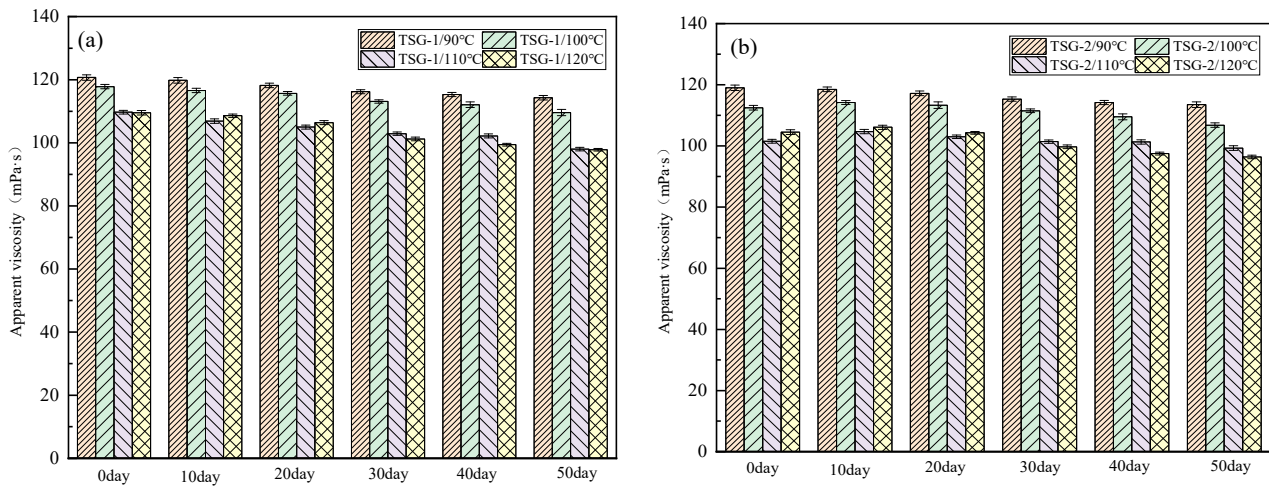 (a)
TSG-1/90℃ TSG-1/100℃
TSG-1/110℃ TSG-1/120℃
Apparent viscosity（mPa·s）
140
120
100
80
60
40
20
0
0day 10day 20day 30day 40day 50day
(b)
TSG-2/90℃ TSG-2/100℃
TSG-2/110℃ TSG-2/120℃
Apparent viscosity（mPa·s）
140
120
100
80
60
40
20
0
0day 10day 20day 30day 40day 50day